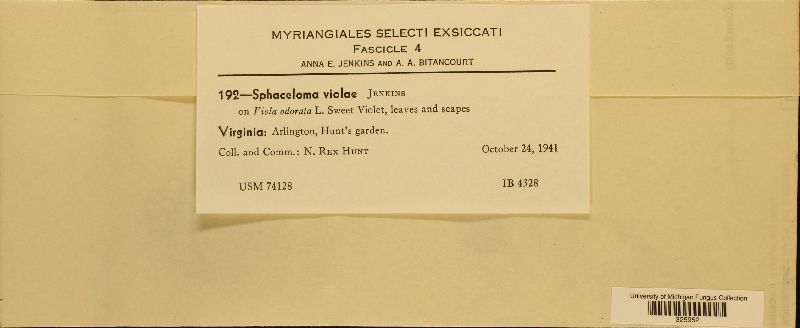 MYRIANGIALES SELECTI EXSICCATI
FASCICLE 4
ANNA E. JENKINS AND A. A. BITANCOURT
192—Sphaceloma violae JENKINS
on Viola odorata L. Sweet Violet, leaves and scapes
Virginia: Arlington, Hunt's garden.
Coll. and Comm.: N. REX HUNT October 24, 1941
USM 74128 IB 4328
University of Michigan Fungus Collection
325952